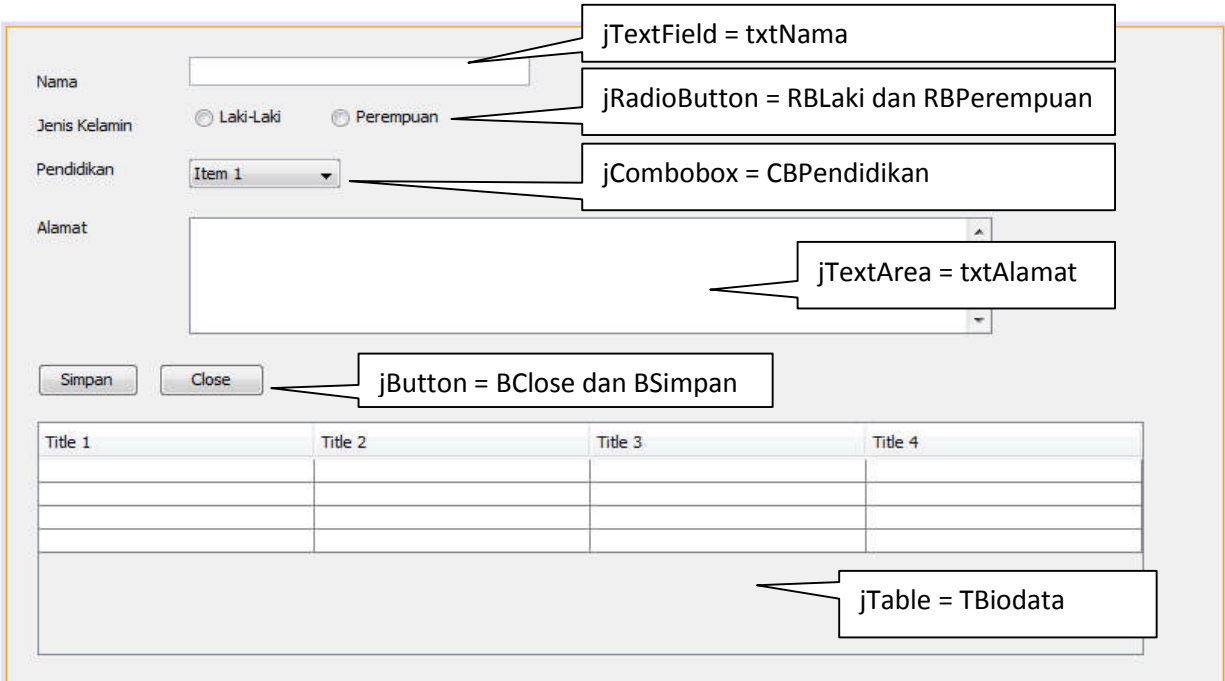 jTextField = txtNama
Nama
jRadioButton = RBLaki dan RBPerempuan
Jenis Kelamin
Laki-Laki
Perempuan
Pendidikan
Item 1
jCombobox = CBPendidikan
Alamat
jTextArea = txtAlamat
Simpan
Close
jButton = BClose dan BSimpan
Title 1 Title 2 Title 3 Title 4
jTable = TBiodata